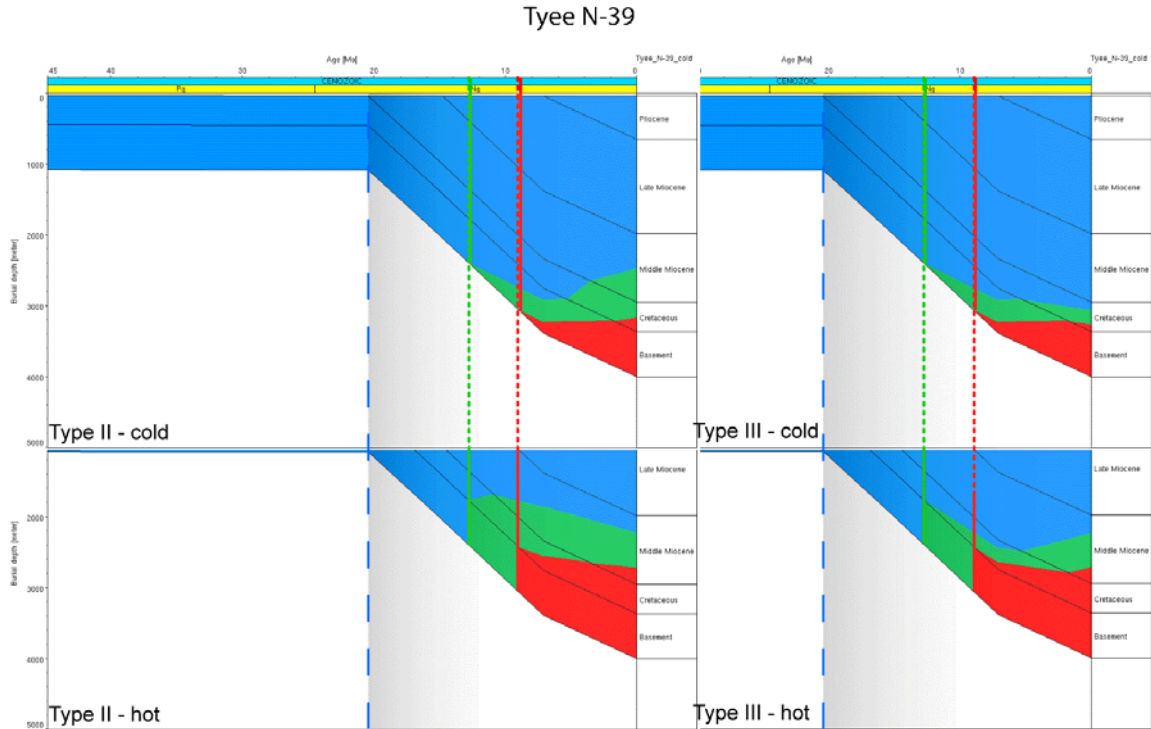 Tyee N-39
Age [Ma] Tyee_N-39_cold Age [Ma] Tyee_N-39_cold
45 40 30 20 10 0 20 10 0
CENOZOIC CENOZOIC
Pa Ng Ng
0
1000
2000
3000
4000
5000
Burial depth [meter]
Pliocene
Late Miocene
Middle Miocene
Cretaceous
Basement
Type II - cold
Pliocene
Late Miocene
Middle Miocene
Cretaceous
Basement
Type III - cold
2000
3000
4000
5000
Burial depth [meter]
Late Miocene
Middle Miocene
Cretaceous
Basement
Type II - hot
Late Miocene
Middle Miocene
Cretaceous
Basement
Type III - hot